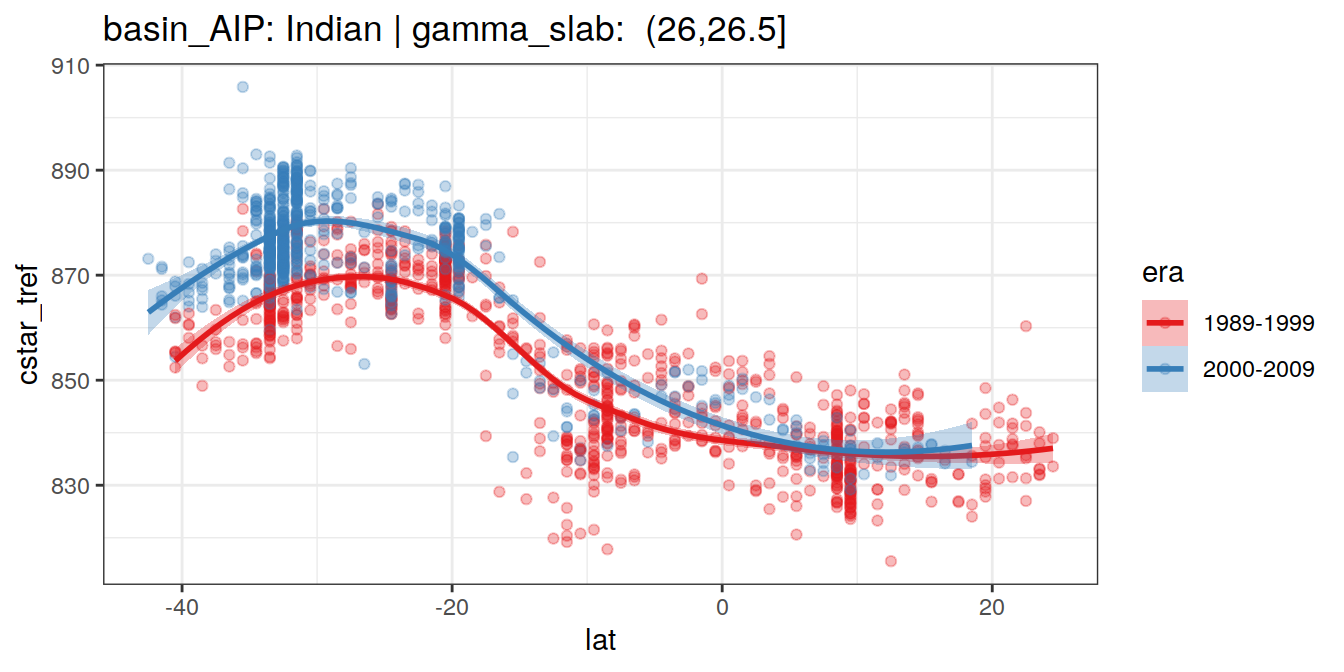 basin_AIP: Indian | gamma_slab:  (26,26.5]
910
890
870
850
830
cstar_tref
-40
-20
0
20
lat
era
1989-1999
2000-2009